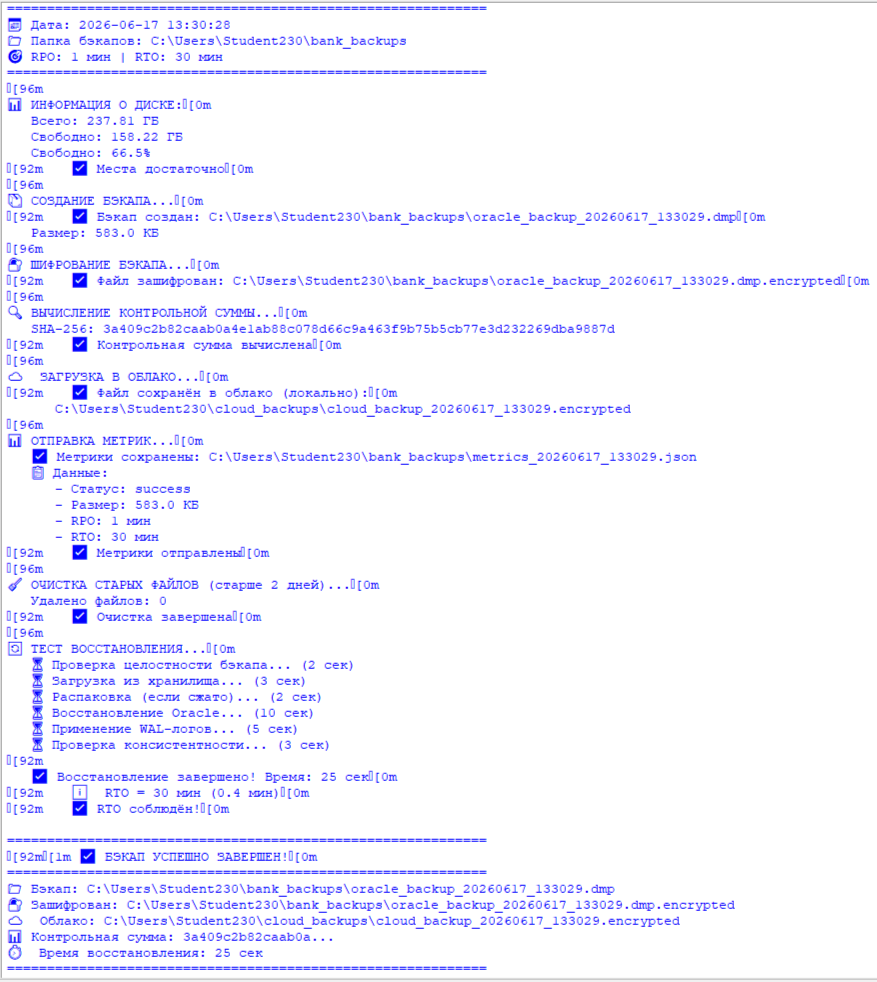 ============================================================
📅 Дата: 2026-06-17 13:30:28
📁 Папка бэкапов: C:\Users\Student230\bank_backups
🎯 RPO: 1 мин | RTO: 30 мин
============================================================
[96m
📊 ИНФОРМАЦИЯ О ДИСКЕ:[0m
Всего: 237.81 ГБ
Свободно: 158.22 ГБ
Свободно: 66.5%
[92m ✅ Места достаточно[0m
[96m
СОЗДАНИЕ БЭКАПА...[0m
[92m ✅ Бэкап создан: C:\Users\Student230\bank_backups\oracle_backup_20260617_133029.dmp[0m
Размер: 583.0 КБ
[96m
🔐 ШИФРОВАНИЕ БЭКАПА...[0m
[92m ✅ Файл зашифрован: C:\Users\Student230\bank_backups\oracle_backup_20260617_133029.dmp.encrypted[0m
[96m
🔍 ВЫЧИСЛЕНИЕ КОНТРОЛЬНОЙ СУММЫ...[0m
SHA-256: 3a409c2b82caab0a4e1ab88c078d66c9a463f9b75b5cb77e3d232269dba9887d
[92m ✅ Контрольная сумма вычислена[0m
[96m
☁ ЗАГРУЗКА В ОБЛАКО...[0m
[92m ✅ Файл сохранён в облако (локально):[0m
C:\Users\Student230\cloud_backups\cloud_backup_20260617_133029.encrypted
[96m
📊 ОТПРАВКА МЕТРИК...[0m
✅ Метрики сохранены: C:\Users\Student230\bank_backups\metrics_20260617_133029.json
📋 Данные:
- Статус: success
- Размер: 583.0 КБ
- RPO: 1 мин
- RTO: 30 мин
[92m ✅ Метрики отправлены[0m
[96m
🧹 ОЧИСТКА СТАРЫХ ФАЙЛОВ (старше 2 дней)...[0m
Удалено файлов: 0
[92m ✅ Очистка завершена[0m
[96m
🔄 ТЕСТ ВОССТАНОВЛЕНИЯ...[0m
⏳ Проверка целостности бэкапа... (2 сек)
⏳ Загрузка из хранилища... (3 сек)
⏳ Распаковка (если сжато)... (2 сек)
⏳ Восстановление Oracle... (10 сек)
⏳ Применение WAL-логов... (5 сек)
⏳ Проверка консистентности... (3 сек)
[92m
✅ Восстановление завершено! Время: 25 сек[0m
[92m ℹ RTO = 30 мин (0.4 мин)[0m
[92m ✅ RTO соблюдён![0m
============================================================
[92m[1m ✅ БЭКАП УСПЕШНО ЗАВЕРШЕН![0m
============================================================
📁 Бэкап: C:\Users\Student230\bank_backups\oracle_backup_20260617_133029.dmp
🔐 Зашифрован: C:\Users\Student230\bank_backups\oracle_backup_20260617_133029.dmp.encrypted
☁ Облако: C:\Users\Student230\cloud_backups\cloud_backup_20260617_133029.encrypted
📊 Контрольная сумма: 3a409c2b82caab0a...
⏱ Время восстановления: 25 сек
============================================================